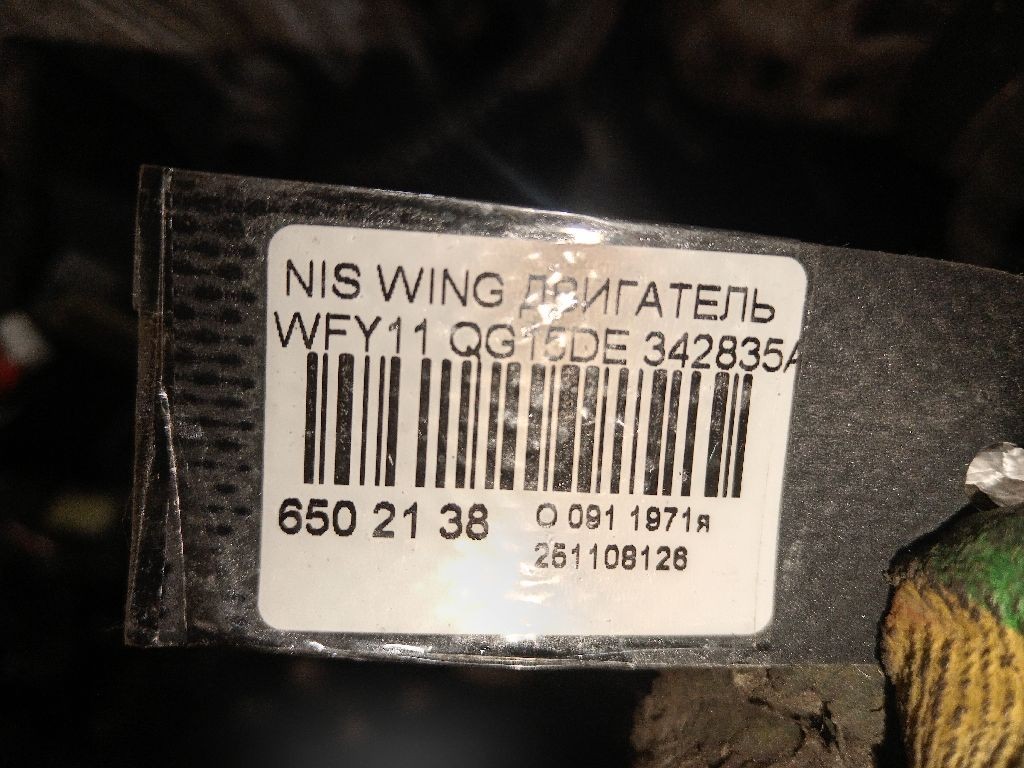 NIS WING ДВИГАТЕЛЬ
WFY11 QG15DE 342835A
650 21 38
О 091 1971я
251108126